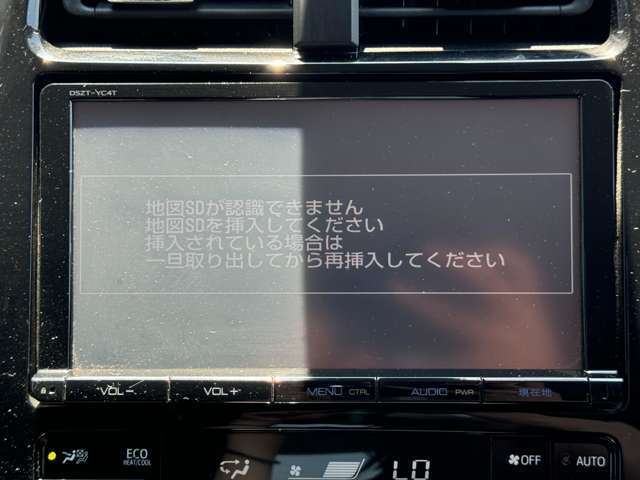 DSZT-YC4T
地図SDが認識できません
地図SDを挿入してください
挿入されている場合は
一旦取り出してから再挿入してください
VOL− VOL+ MENU CTRL AUDIO PWR 現在地
ECO OFF AUTO
HEAT/COOL
LO